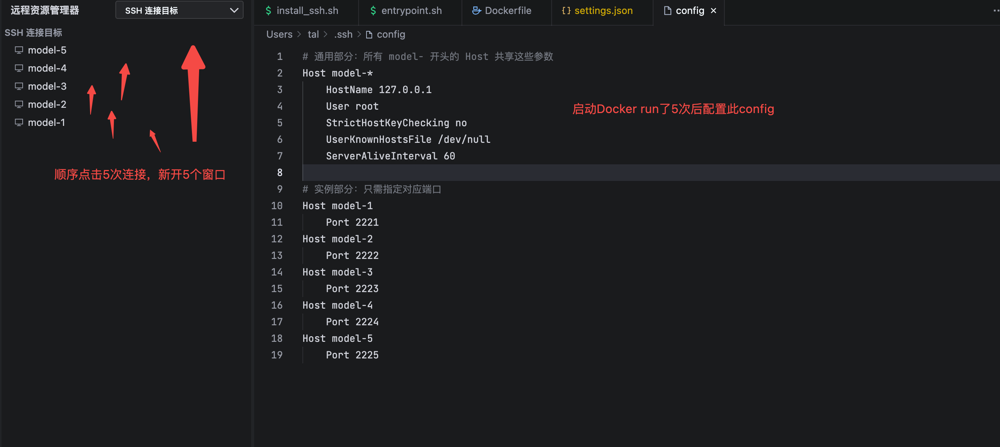 远程资源管理器
SSH 连接目标
SSH 连接目标
model-5
model-4
model-3
model-2
model-1
顺序点击5次连接，新开5个窗口
$ install_ssh.sh
$ entrypoint.sh
Dockerfile
{} settings.json
config ×
Users > tal > .ssh > config
1 # 通用部分：所有 model- 开头的 Host 共享这些参数
2 Host model-*
3 HostName 127.0.0.1
4 User root
5 StrictHostKeyChecking no
6 UserKnownHostsFile /dev/null
7 ServerAliveInterval 60
8
9 # 实例部分：只需指定对应端口
10 Host model-1
11 Port 2221
12 Host model-2
13 Port 2222
14 Host model-3
15 Port 2223
16 Host model-4
17 Port 2224
18 Host model-5
19 Port 2225
启动Docker run了5次后配置此config